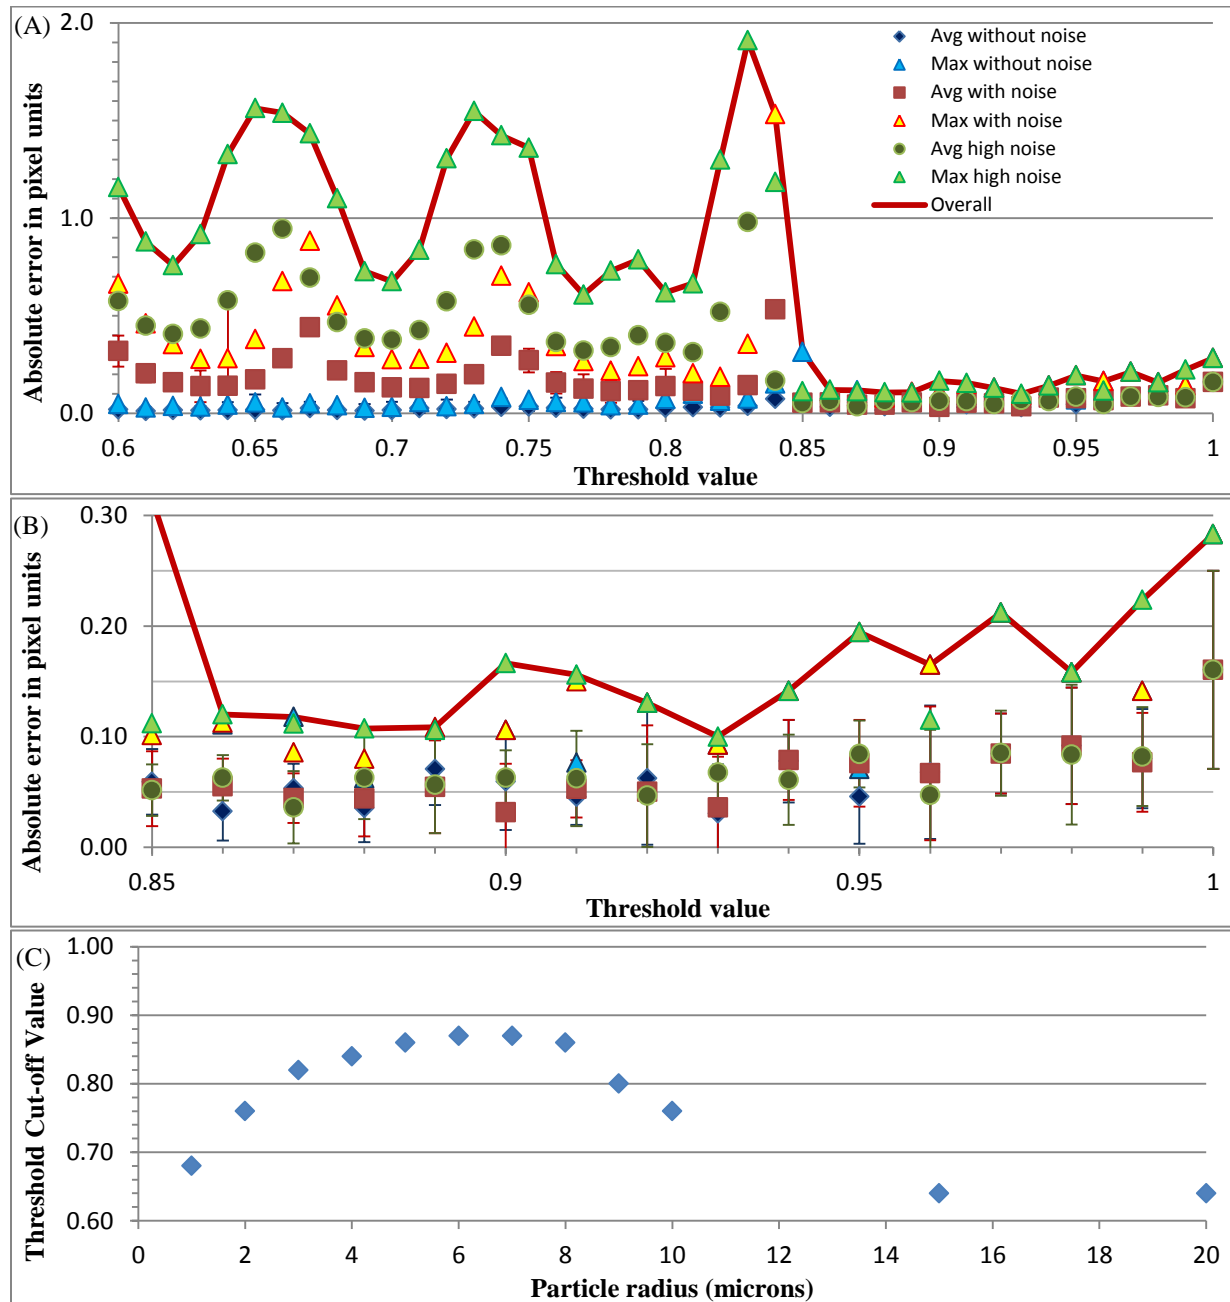 (A)
Absolute error in pixel units
2.0
1.0
0.0
Avg without noise
Max without noise
Avg with noise
Max with noise
Avg high noise
Max high noise
Overall
0.6 0.65 0.7 0.75 0.8 0.85 0.9 0.95 1
Threshold value
(B)
Absolute error in pixel units
0.30
0.20
0.10
0.00
0.85 0.9 0.95 1
Threshold value
(C)
Threshold Cut-off Value
1.00
0.90
0.80
0.70
0.60
0 2 4 6 8 10 12 14 16 18 20
Particle radius (microns)